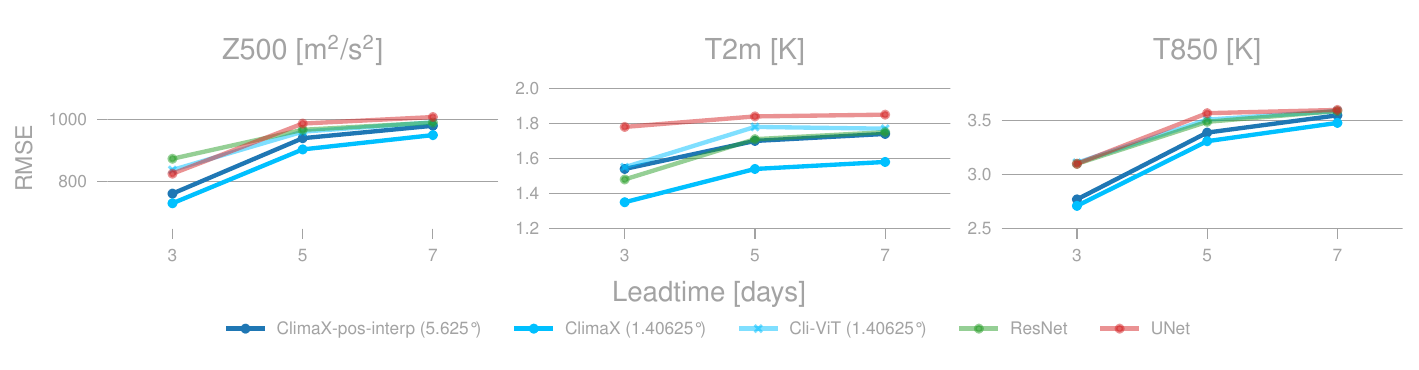 Z500 [m²/s²]
T2m [K]
T850 [K]
RMSE
1000
800
3
5
7
2.0
1.8
1.6
1.4
1.2
3
5
7
3.5
3.0
2.5
3
5
7
Leadtime [days]
ClimaX-pos-interp (5.625°)
ClimaX (1.40625°)
Cli-ViT (1.40625°)
ResNet
UNet